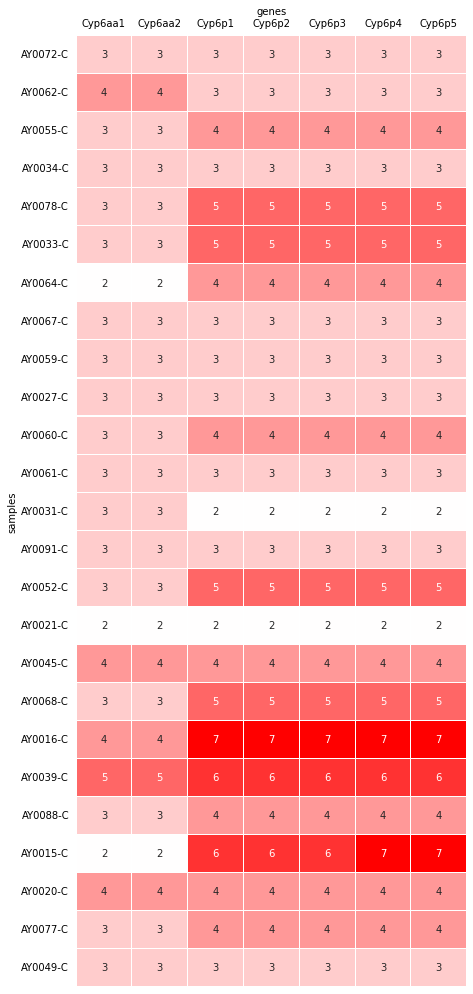 genes
Cyp6aa1 Cyp6aa2 Cyp6p1 Cyp6p2 Cyp6p3 Cyp6p4 Cyp6p5
AY0072-C 3 3 3 3 3 3 3
AY0062-C 4 4 3 3 3 3 3
AY0055-C 3 3 4 4 4 4 4
AY0034-C 3 3 3 3 3 3 3
AY0078-C 3 3 5 5 5 5 5
AY0033-C 3 3 5 5 5 5 5
AY0064-C 2 2 4 4 4 4 4
AY0067-C 3 3 3 3 3 3 3
AY0059-C 3 3 3 3 3 3 3
AY0027-C 3 3 3 3 3 3 3
AY0060-C 3 3 4 4 4 4 4
AY0061-C 3 3 3 3 3 3 3
samples
AY0031-C 3 3 2 2 2 2 2
AY0091-C 3 3 3 3 3 3 3
AY0052-C 3 3 5 5 5 5 5
AY0021-C 2 2 2 2 2 2 2
AY0045-C 4 4 4 4 4 4 4
AY0068-C 3 3 5 5 5 5 5
AY0016-C 4 4 7 7 7 7 7
AY0039-C 5 5 6 6 6 6 6
AY0088-C 3 3 4 4 4 4 4
AY0015-C 2 2 6 6 6 7 7
AY0020-C 4 4 4 4 4 4 4
AY0077-C 3 3 4 4 4 4 4
AY0049-C 3 3 3 3 3 3 3